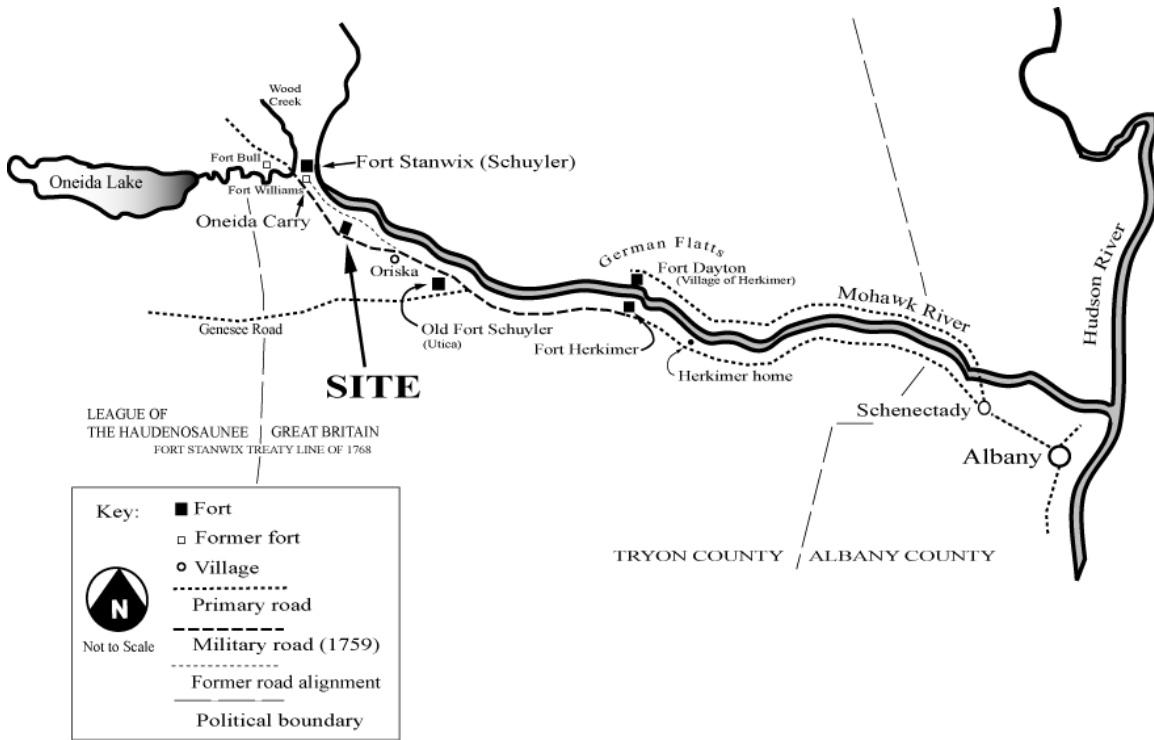 Wood
Creek
Fort Bull
Fort Stanwix (Schuyler)
Oneida Lake
Fort Williams
Oneida Carry
German Flatts
Fort Dayton
(Village of Herkimer)
Oriska
Mohawk River
Hudson River
Genesee Road
Old Fort Schuyler
(Utica)
Fort Herkimer
SITE
Herkimer home
Schenectady
LEAGUE OF
THE HAUDENOSAUNEE
GREAT BRITAIN
FORT STANWIX TREATY LINE OF 1768
Albany
Key:
Fort
Former fort
Village
Primary road
N
Not to Scale
Military road (1759)
Former road alignment
Political boundary
TRYON COUNTY
ALBANY COUNTY